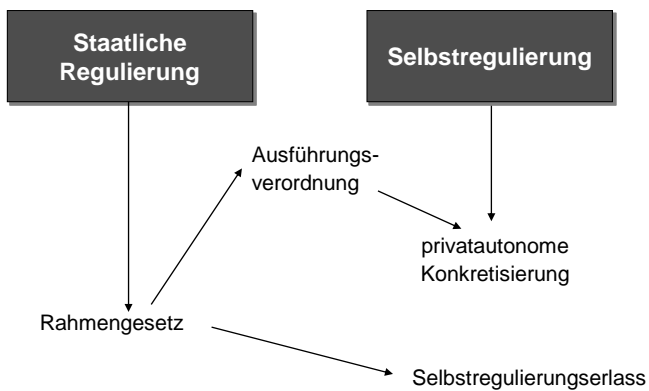 Staatliche
Regulierung
Selbstregulierung
Ausführungs-
verordnung
privatautonome
Konkretisierung
Rahmengesetz
Selbstregulierungserlass